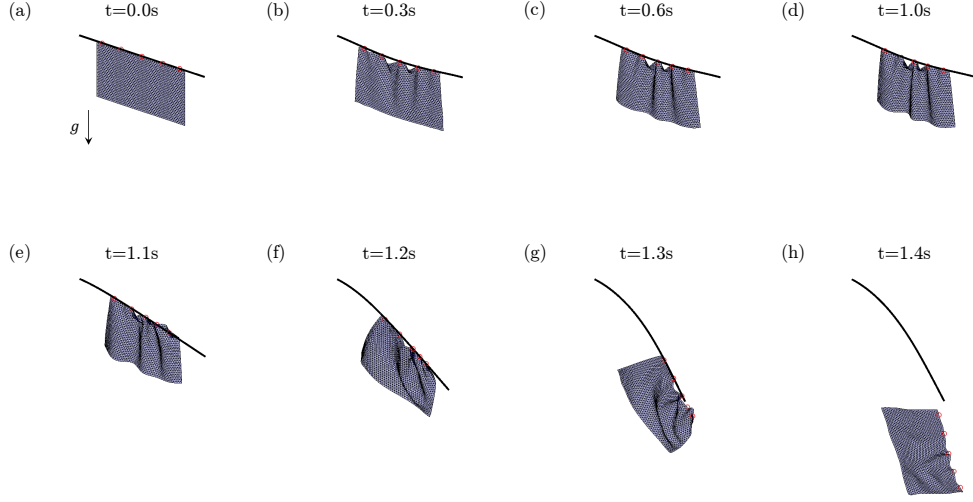 (a) t=0.0s (b) t=0.3s (c) t=0.6s (d) t=1.0s
g
(e) t=1.1s (f) t=1.2s (g) t=1.3s (h) t=1.4s